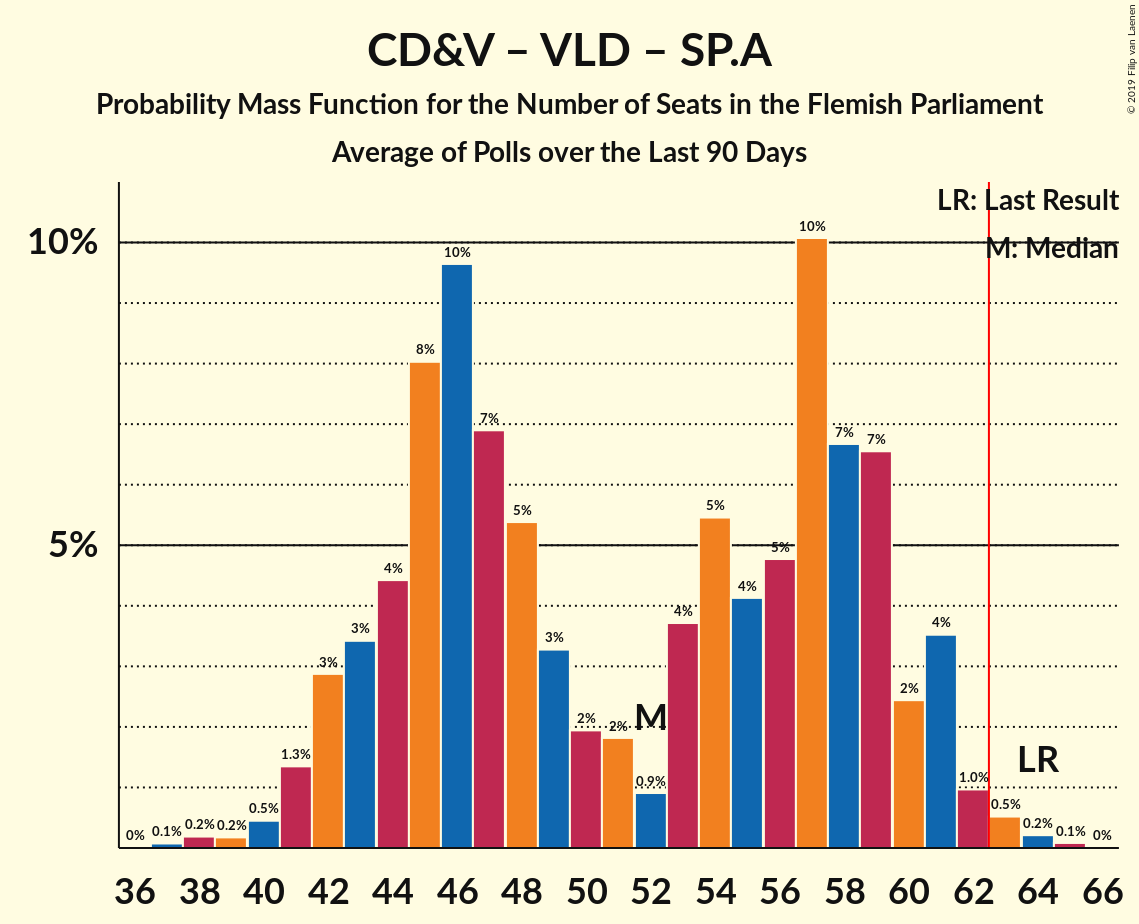 CD&V – VLD – SP.A
Probability Mass Function for the Number of Seats in the Flemish Parliament
Average of Polls over the Last 90 Days
© 2019 Filip van Laenen
LR: Last Result
M: Median
10%
5%
0% 0.1% 0.2% 0.2% 0.5% 1.3% 3% 3% 4% 8% 10% 7% 5% 3% 2% 2% 0.9% 4% 5% 4% 5% 10% 7% 7% 2% 4% 1.0% 0.5% 0.2% 0.1% 0%
M
LR
36 38 40 42 44 46 48 50 52 54 56 58 60 62 64 66